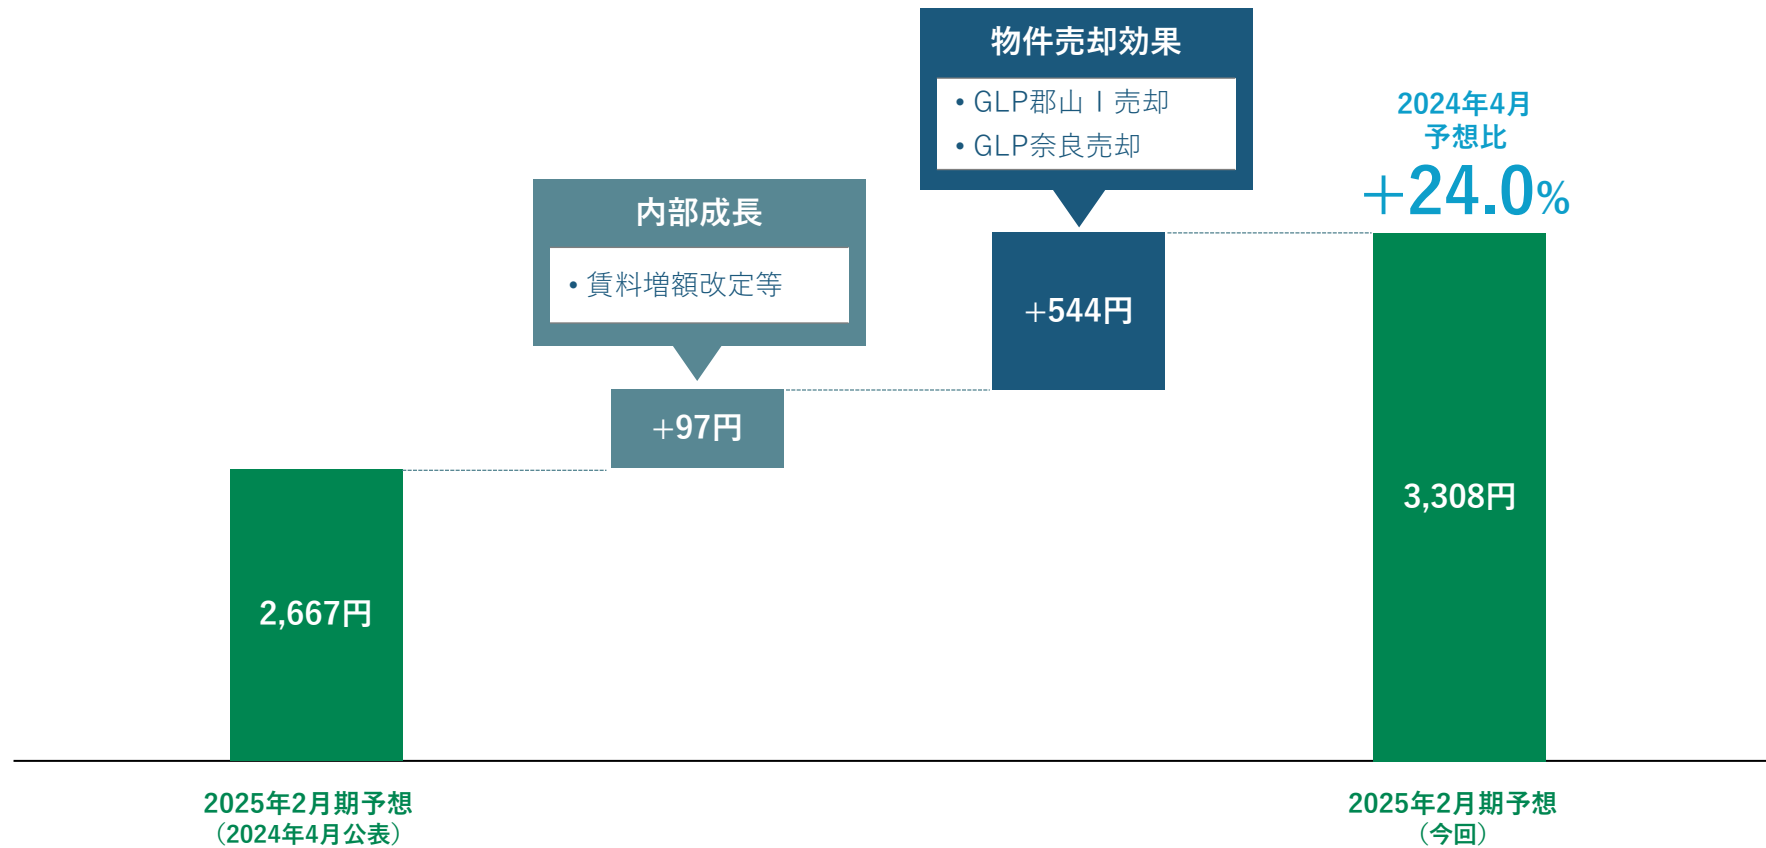 物件売却効果
• GLP郡山Ⅰ売却
• GLP奈良売却
2024年4月
予想比
+24.0%
内部成長
• 賃料増額改定等
+544円
+97円
3,308円
2,667円
2025年2月期予想
（2024年4月公表）
2025年2月期予想
（今回）